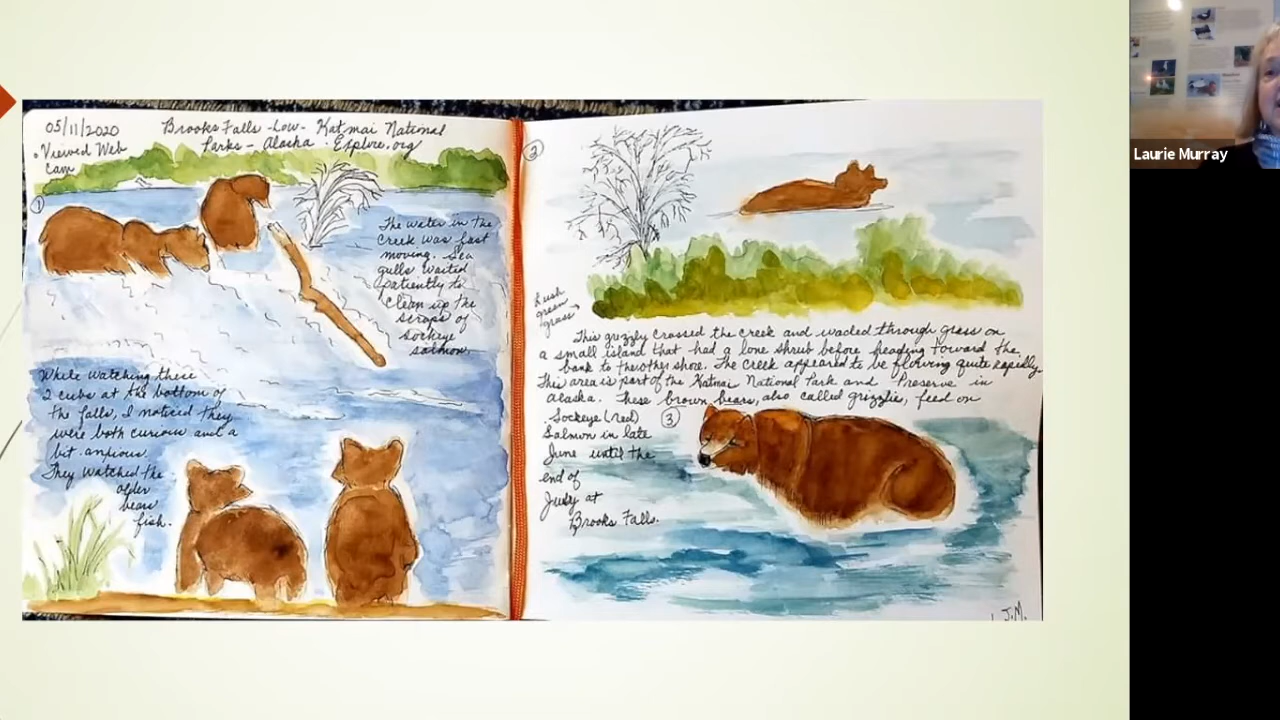 05/11/2020
• Viewed Web
Cam
Brooks Falls -Low- Katmai National
Parks - Alaska - Explore.org
1
The water in the
creek was fast
moving. Sea
gulls waited
patiently to
clean up the
scraps of
sockeye
salmon.
While watching these
2 cubs at the bottom of
the falls, I noticed they
were both curious and a
bit anxious.
They watched the
older
bears
fish.
2
Lush
green
grass
This grizzly crossed the creek and waded through grass on
a small island that had a lone shrub before heading toward the
bank to the other shore. The creek appeared to be flowing quite rapidly.
This area is part of the Katmai National Park and Preserve in
Alaska. These brown bears, also called grizzlies, feed on
Sockeye (red)
Salmon in late
June until the
end of
July at
Brooks Falls.
3
L.J.M.
Laurie Murray